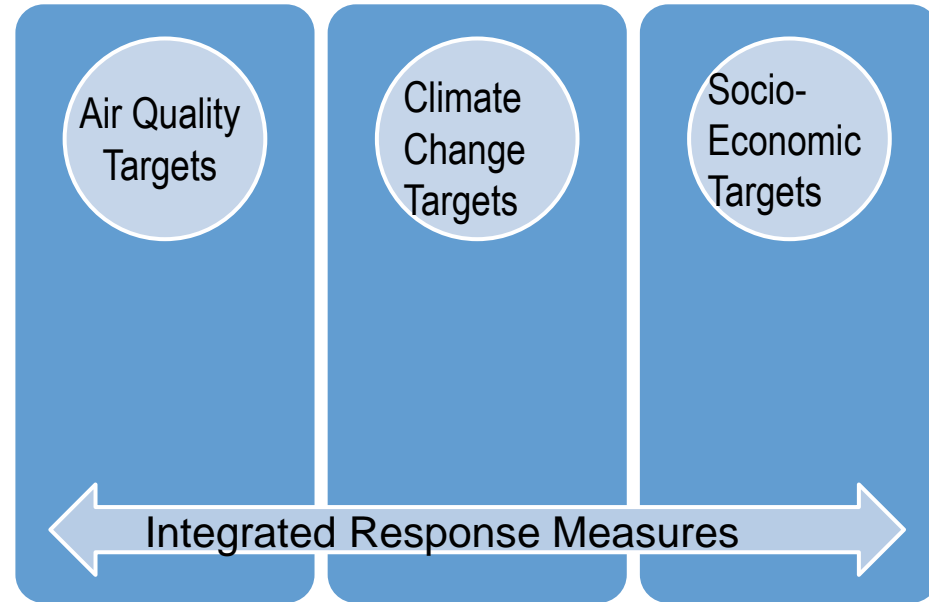 Air Quality
Targets
Climate
Change
Targets
Socio-
Economic
Targets
Integrated Response Measures